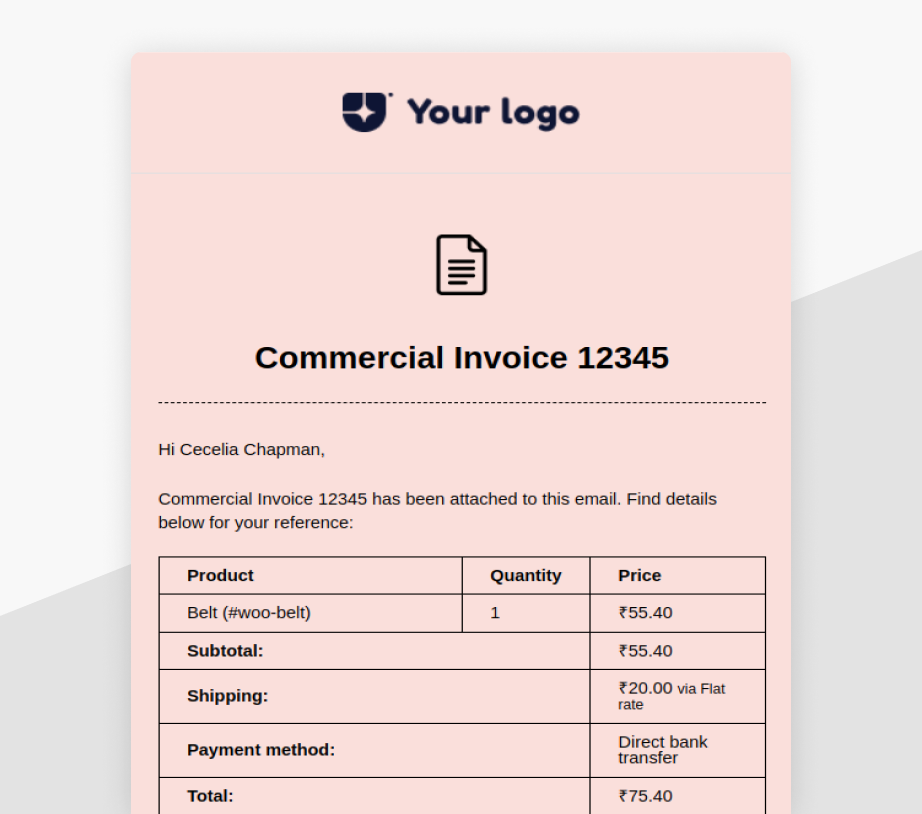 Your logo
Commercial Invoice 12345
Hi Cecelia Chapman,
Commercial Invoice 12345 has been attached to this email. Find details
below for your reference:
Product Quantity Price
Belt (#woo-belt) 1 ₹55.40
Subtotal: ₹55.40
Shipping: ₹20.00 via Flat
rate
Payment method: Direct bank
transfer
Total: ₹75.40